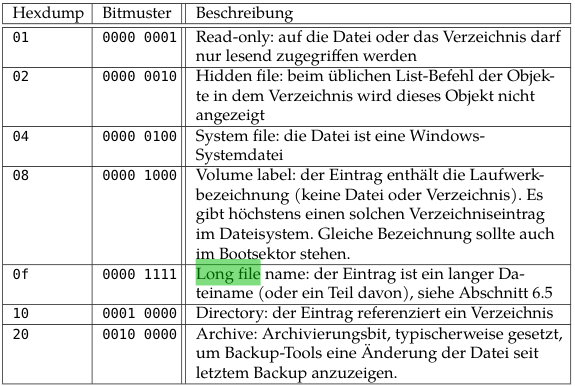 Hexdump Bitmuster Beschreibung
01 0000 0001 Read-only: auf die Datei oder das Verzeichnis darf
nur lesend zugegriffen werden
02 0000 0010 Hidden file: beim üblichen List-Befehl der Objek-
te in dem Verzeichnis wird dieses Objekt nicht
angezeigt
04 0000 0100 System file: die Datei ist eine Windows-
Systemdatei
08 0000 1000 Volume label: der Eintrag enthält die Laufwerk-
bezeichnung (keine Datei oder Verzeichnis). Es
gibt höchstens einen solchen Verzeichniseintrag
im Dateisystem. Gleiche Bezeichnung sollte auch
im Bootsektor stehen.
0f 0000 1111 Long file name: der Eintrag ist ein langer Da-
teiname (oder ein Teil davon), siehe Abschnitt 6.5
10 0001 0000 Directory: der Eintrag referenziert ein Verzeichnis
20 0010 0000 Archive: Archivierungsbit, typischerweise gesetzt,
um Backup-Tools eine Änderung der Datei seit
letztem Backup anzuzeigen.